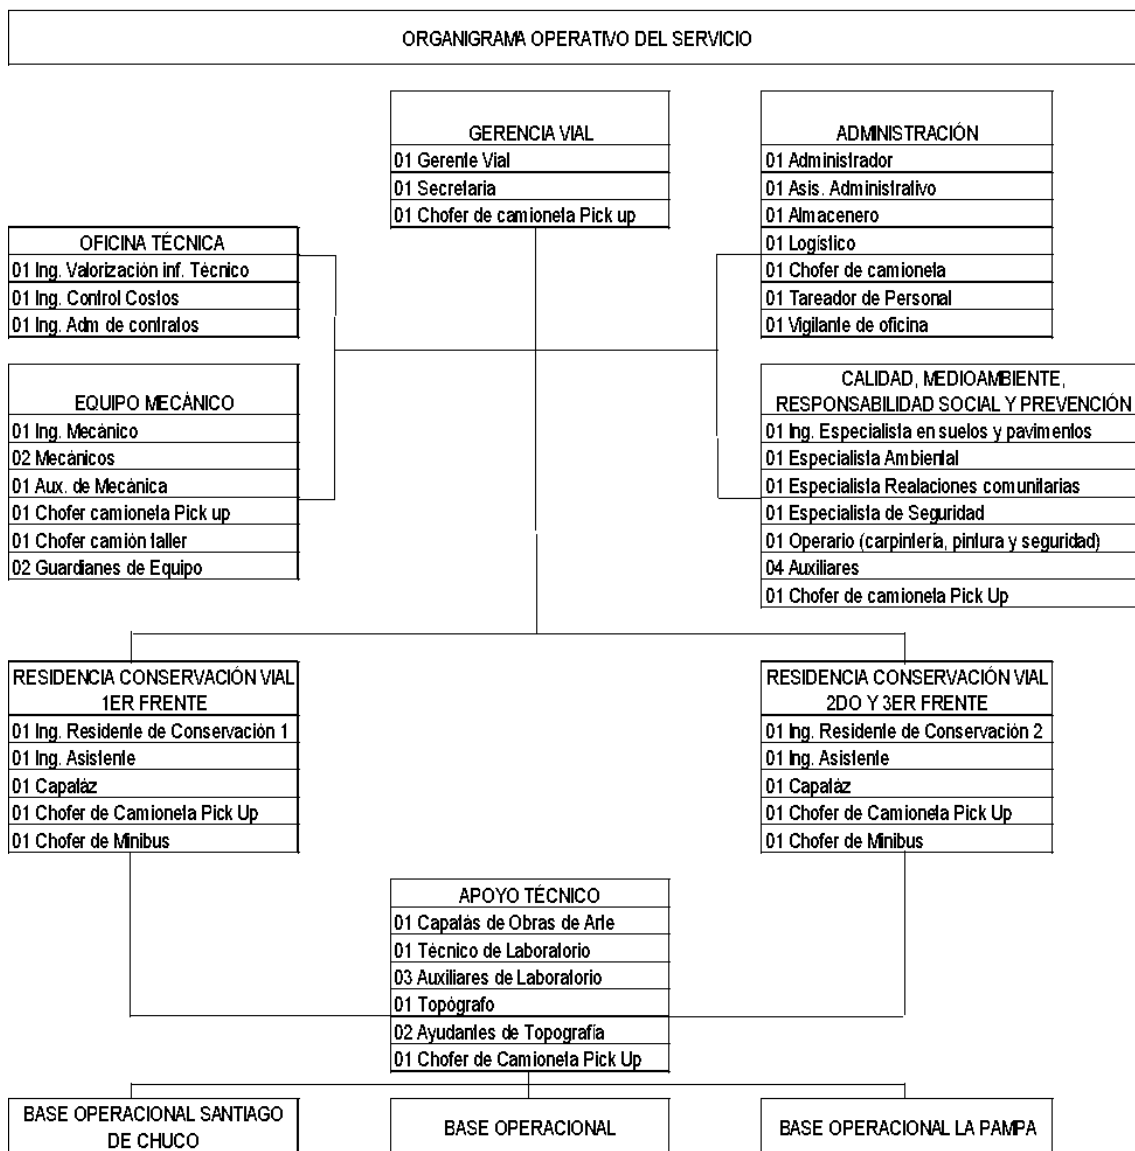 ORGANIGRAMA OPERATIVO DEL SERVICIO
GERENCIA VIAL
01 Gerente Vial
01 Secretaria
01 Chofer de camioneta Pick up
ADMINISTRACIÓN
01 Administrador
01 Asis. Administrativo
01 Almacenero
01 Logístico
01 Chofer de camioneta
01 Tareador de Personal
01 Vigilante de oficina
OFICINA TÉCNICA
01 Ing. Valorización inf. Técnico
01 Ing. Control Costos
01 Ing. Adm de contratos
EQUIPO MECÁNICO
01 Ing. Mecánico
02 Mecánicos
01 Aux. de Mecánica
01 Chofer camioneta Pick up
01 Chofer camión taller
02 Guardianes de Equipo
CALIDAD, MEDIOAMBIENTE,
RESPONSABILIDAD SOCIAL Y PREVENCIÓN
01 Ing. Especialista en suelos y pavimentos
01 Especialista Ambiental
01 Especialista Realaciones comunitarias
01 Especialista de Seguridad
01 Operario (carpintería, pintura y seguridad)
04 Auxiliares
01 Chofer de camioneta Pick Up
RESIDENCIA CONSERVACIÓN VIAL
1ER FRENTE
01 Ing. Residente de Conservación 1
01 Ing. Asistente
01 Capatáz
01 Chofer de Camioneta Pick Up
01 Chofer de Minibus
RESIDENCIA CONSERVACIÓN VIAL
2DO Y 3ER FRENTE
01 Ing. Residente de Conservación 2
01 Ing. Asistente
01 Capatáz
01 Chofer de Camioneta Pick Up
01 Chofer de Minibus
APOYO TÉCNICO
01 Capatás de Obras de Arte
01 Técnico de Laboratorio
03 Auxiliares de Laboratorio
01 Topógrafo
02 Ayudantes de Topografía
01 Chofer de Camioneta Pick Up
BASE OPERACIONAL SANTIAGO
DE CHUCO
BASE OPERACIONAL
BASE OPERACIONAL LA PAMPA